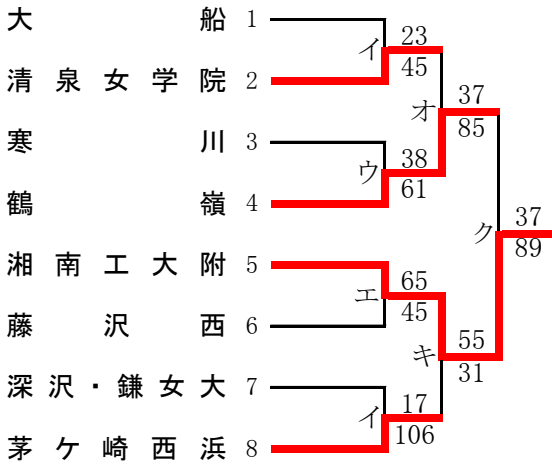 大船 1
イ 23
45
清泉女学院 2
オ 37
85
寒川 3
ウ 38
61
鶴嶺 4
ク 37
89
湘南工大附 5
エ 65
45
藤沢西 6
キ 55
31
深沢・鎌女大 7
イ 17
106
茅ケ崎西浜 8